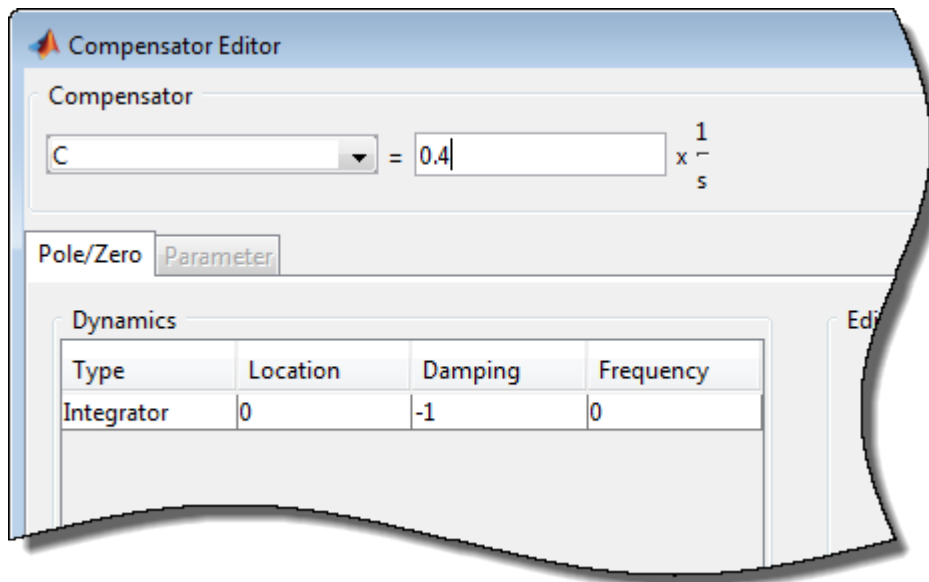 Compensator Editor
Compensator
C = 0.4 x 1
s
Pole/Zero Parameter
Dynamics Edi
Type Location Damping Frequency
Integrator 0 -1 0